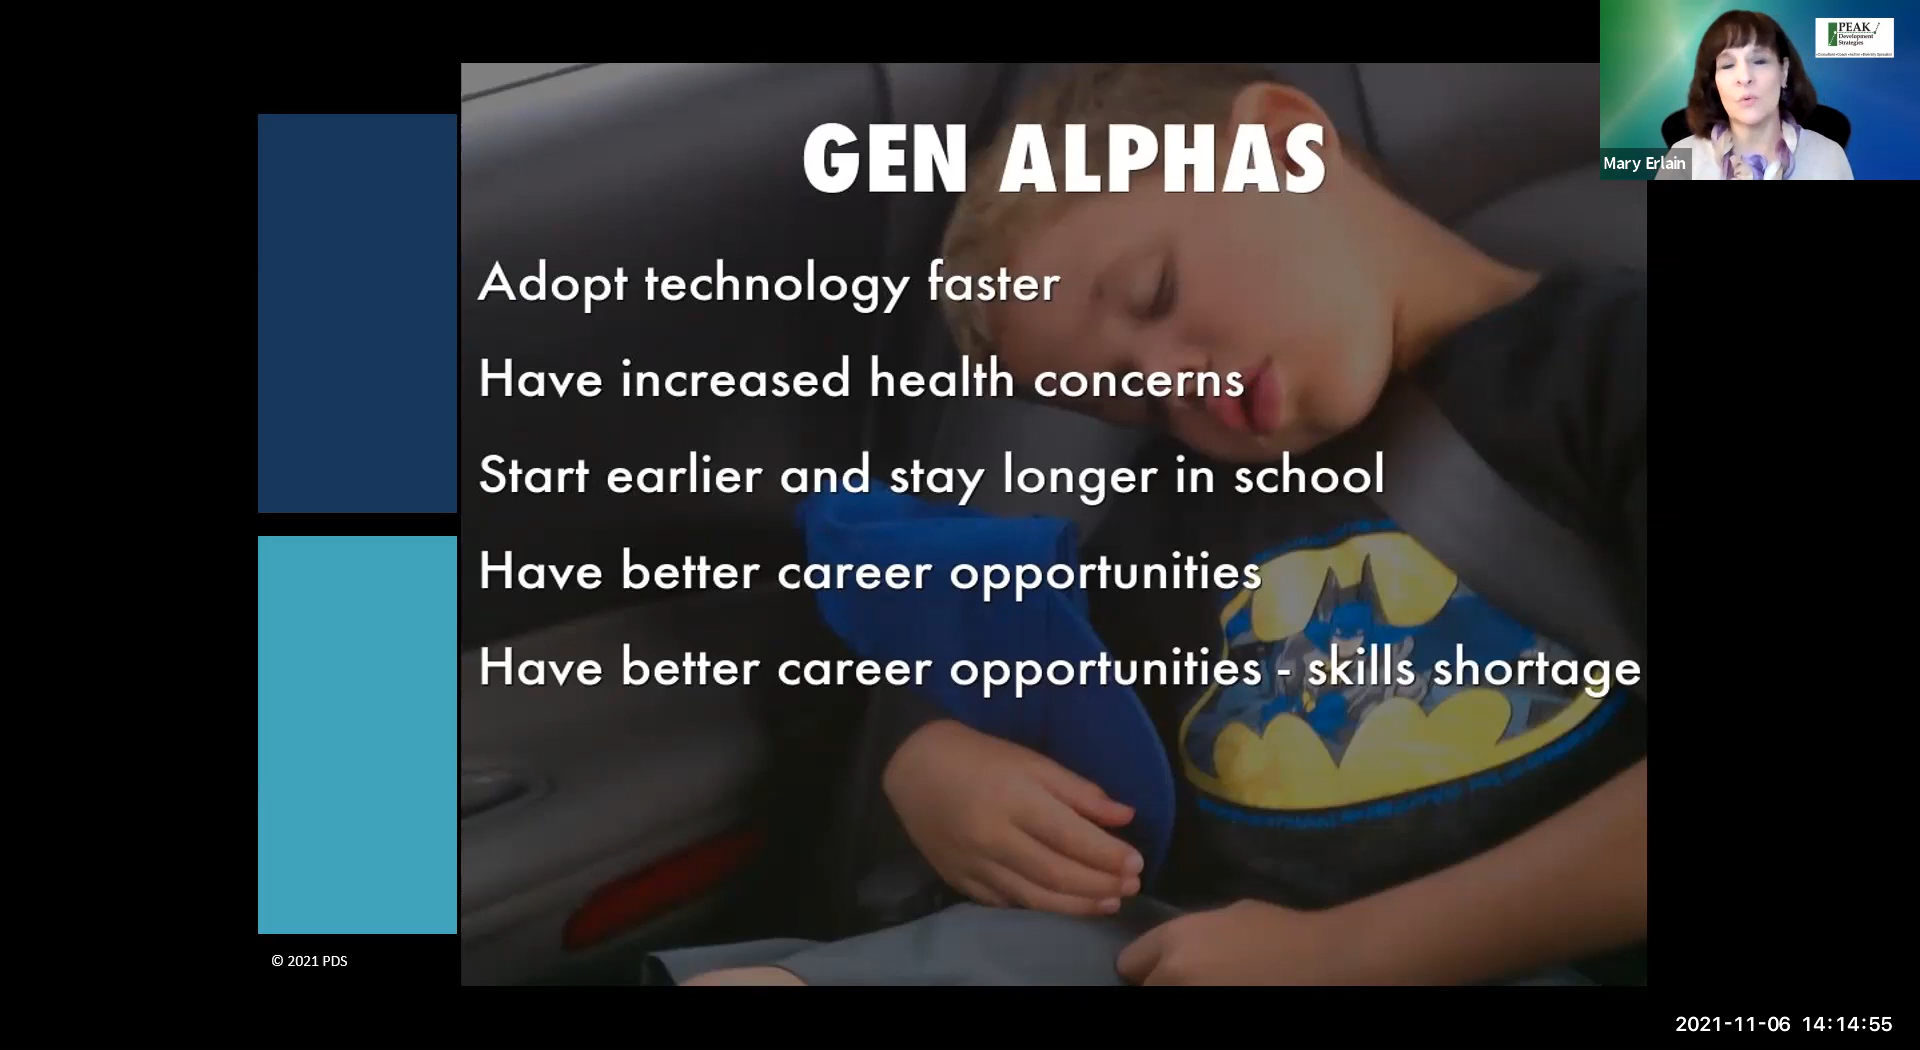 PEAK
Development
Strategies
Mary Erlain
GEN ALPHAS
Adopt technology faster
Have increased health concerns
Start earlier and stay longer in school
Have better career opportunities
Have better career opportunities - skills shortage
© 2021 PDS
2021-11-06 14:14:55